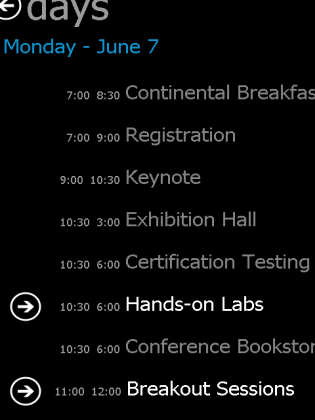 days
Monday - June 7
7:00 8:30 Continental Breakfas
7:00 9:00 Registration
9:00 10:30 Keynote
10:30 3:00 Exhibition Hall
10:30 6:00 Certification Testing
10:30 6:00 Hands-on Labs
10:30 6:00 Conference Bookstor
11:00 12:00 Breakout Sessions